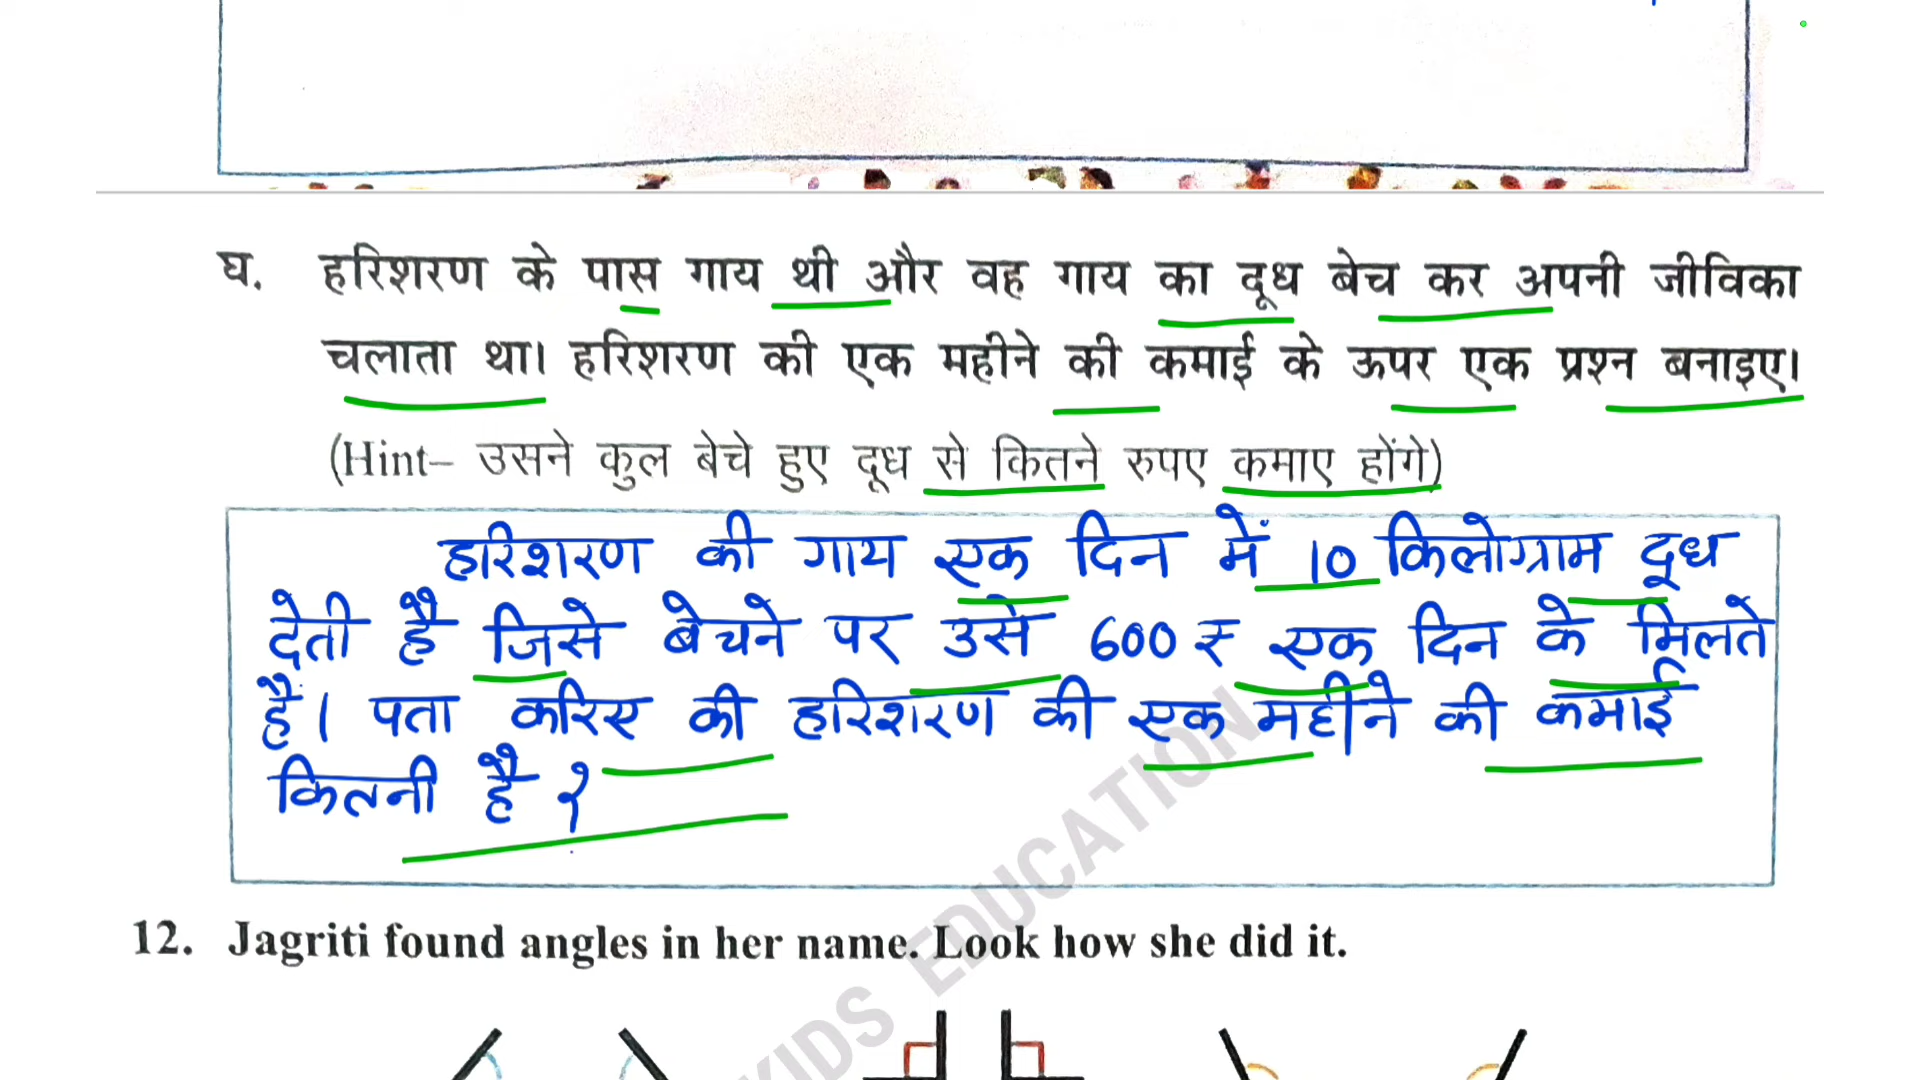 घ. हरिशरण के पास गाय थी और वह गाय का दूध बेच कर अपनी जीविका
चलाता था। हरिशरण की एक महीने की कमाई के ऊपर एक प्रश्न बनाइए।
(Hint– उसने कुल बेचे हुए दूध से कितने रुपए कमाए होंगे)
हरिशरण की गाय एक दिन में 10 किलोग्राम दूध
देती है जिसे बेचने पर उसे 600 ₹ एक दिन के मिलते
है। पता करिए की हरिशरण की एक महीने की कमाई
कितनी है ?
12. Jagriti found angles in her name. Look how she did it.
KIDS EDUCATION